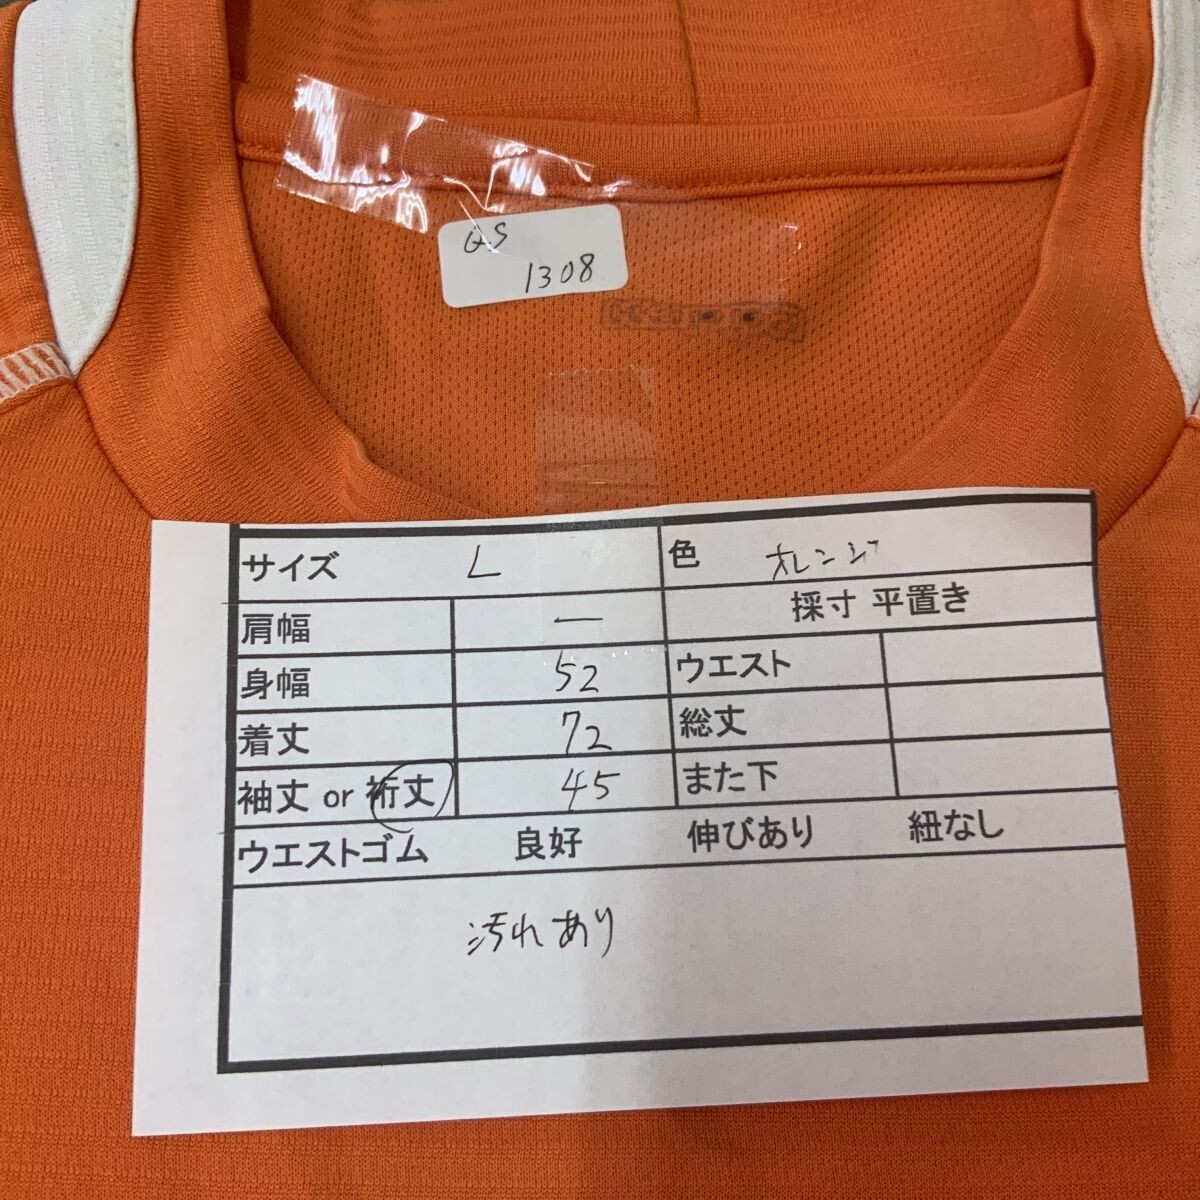 QS
1308
Kappa
サイズ L 色 オレンジ
肩幅 — 採寸 平置き
身幅 52 ウエスト
着丈 72 総丈
袖丈 or 裄丈 45 また下
ウエストゴム 良好 伸びあり 紐なし
汚れあり